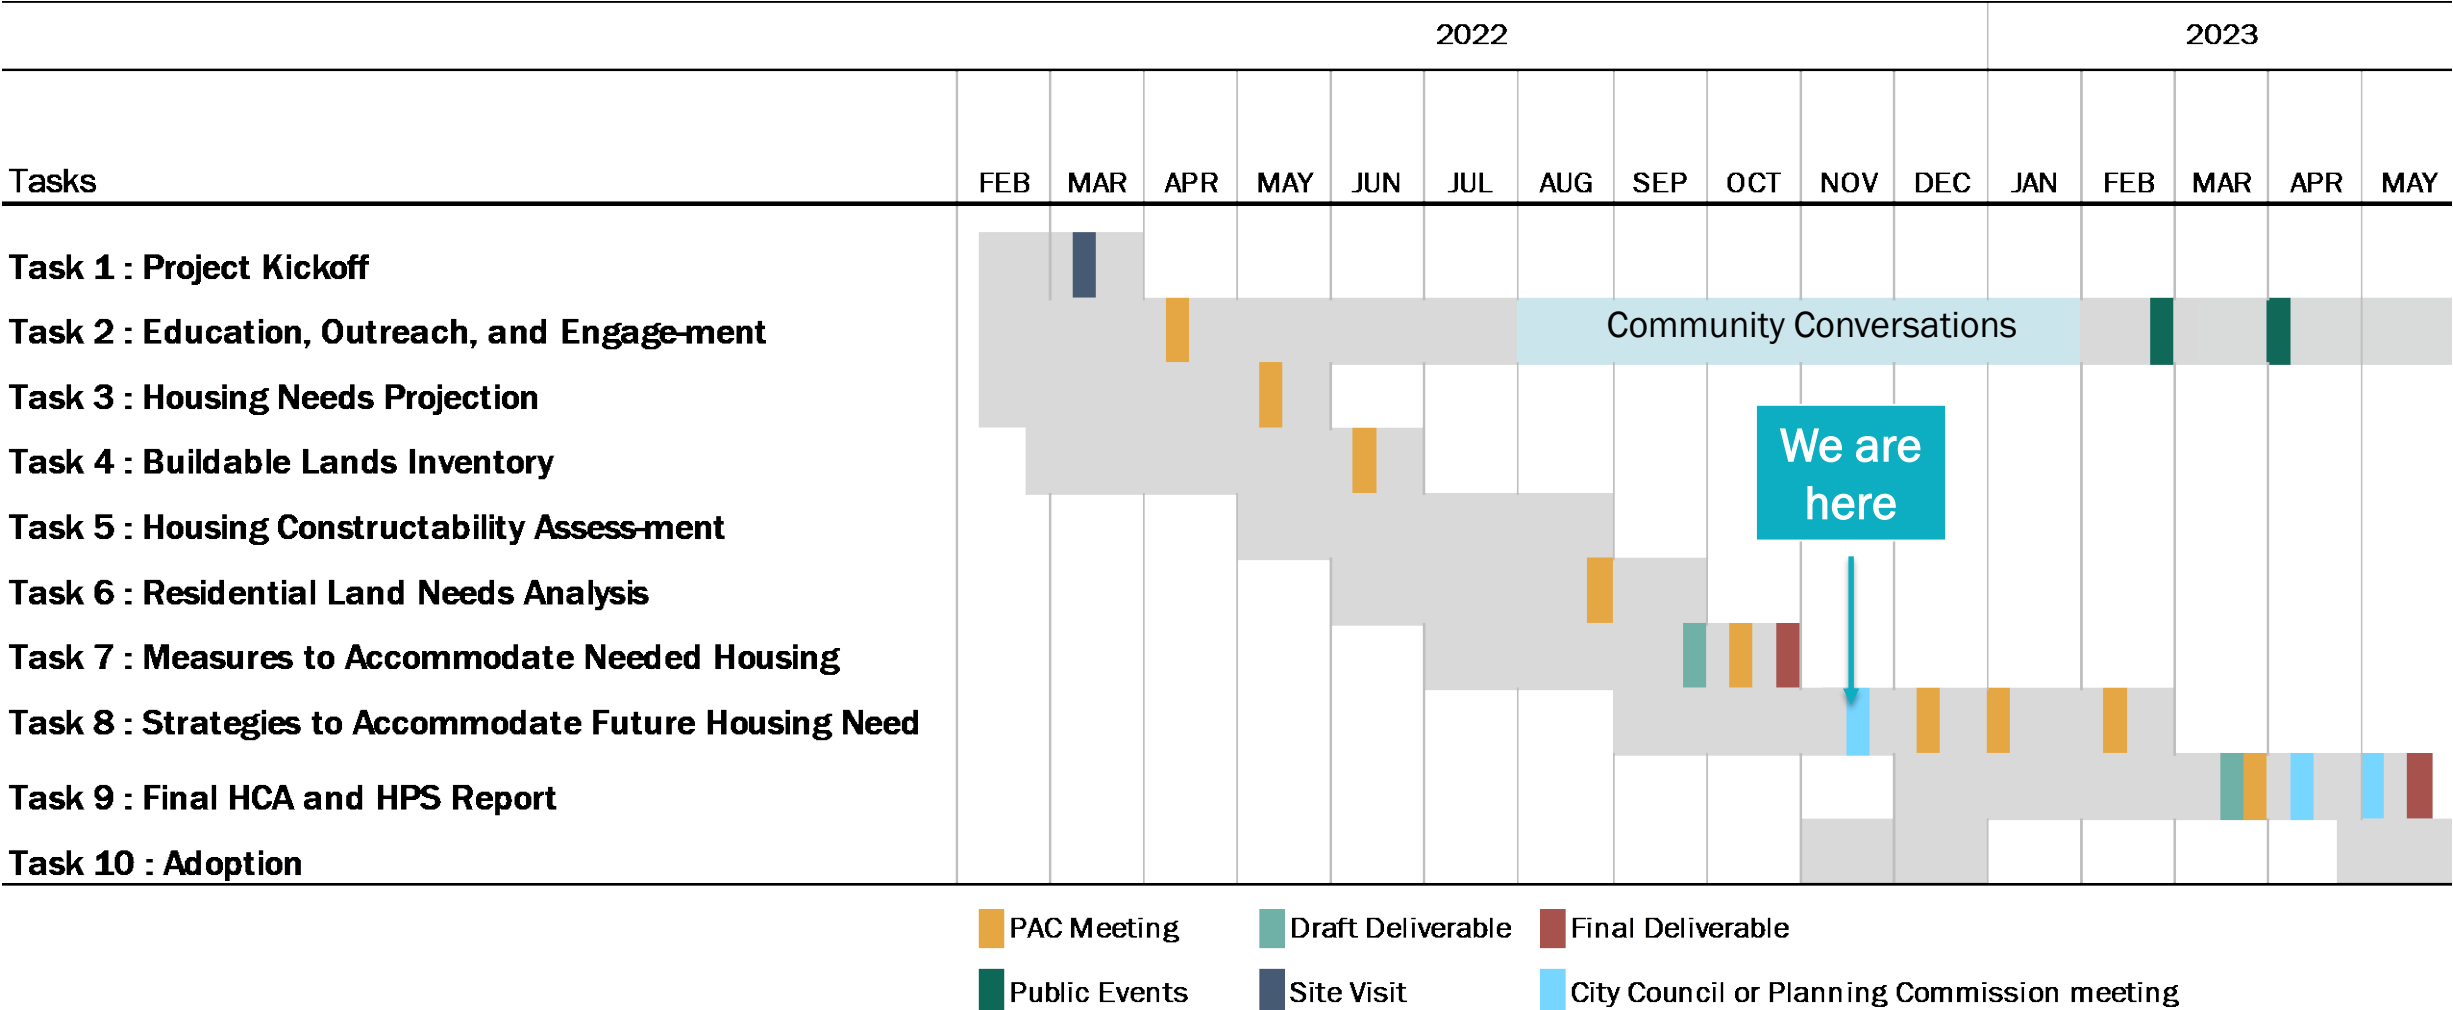 2022 2023
Tasks FEB MAR APR MAY JUN JUL AUG SEP OCT NOV DEC JAN FEB MAR APR MAY
Task 1 : Project Kickoff
Task 2 : Education, Outreach, and Engage-ment Community Conversations
Task 3 : Housing Needs Projection
We are
here
Task 4 : Buildable Lands Inventory
Task 5 : Housing Constructability Assess-ment
Task 6 : Residential Land Needs Analysis
Task 7 : Measures to Accommodate Needed Housing
Task 8 : Strategies to Accommodate Future Housing Need
Task 9 : Final HCA and HPS Report
Task 10 : Adoption
PAC Meeting Draft Deliverable Final Deliverable
Public Events Site Visit City Council or Planning Commission meeting